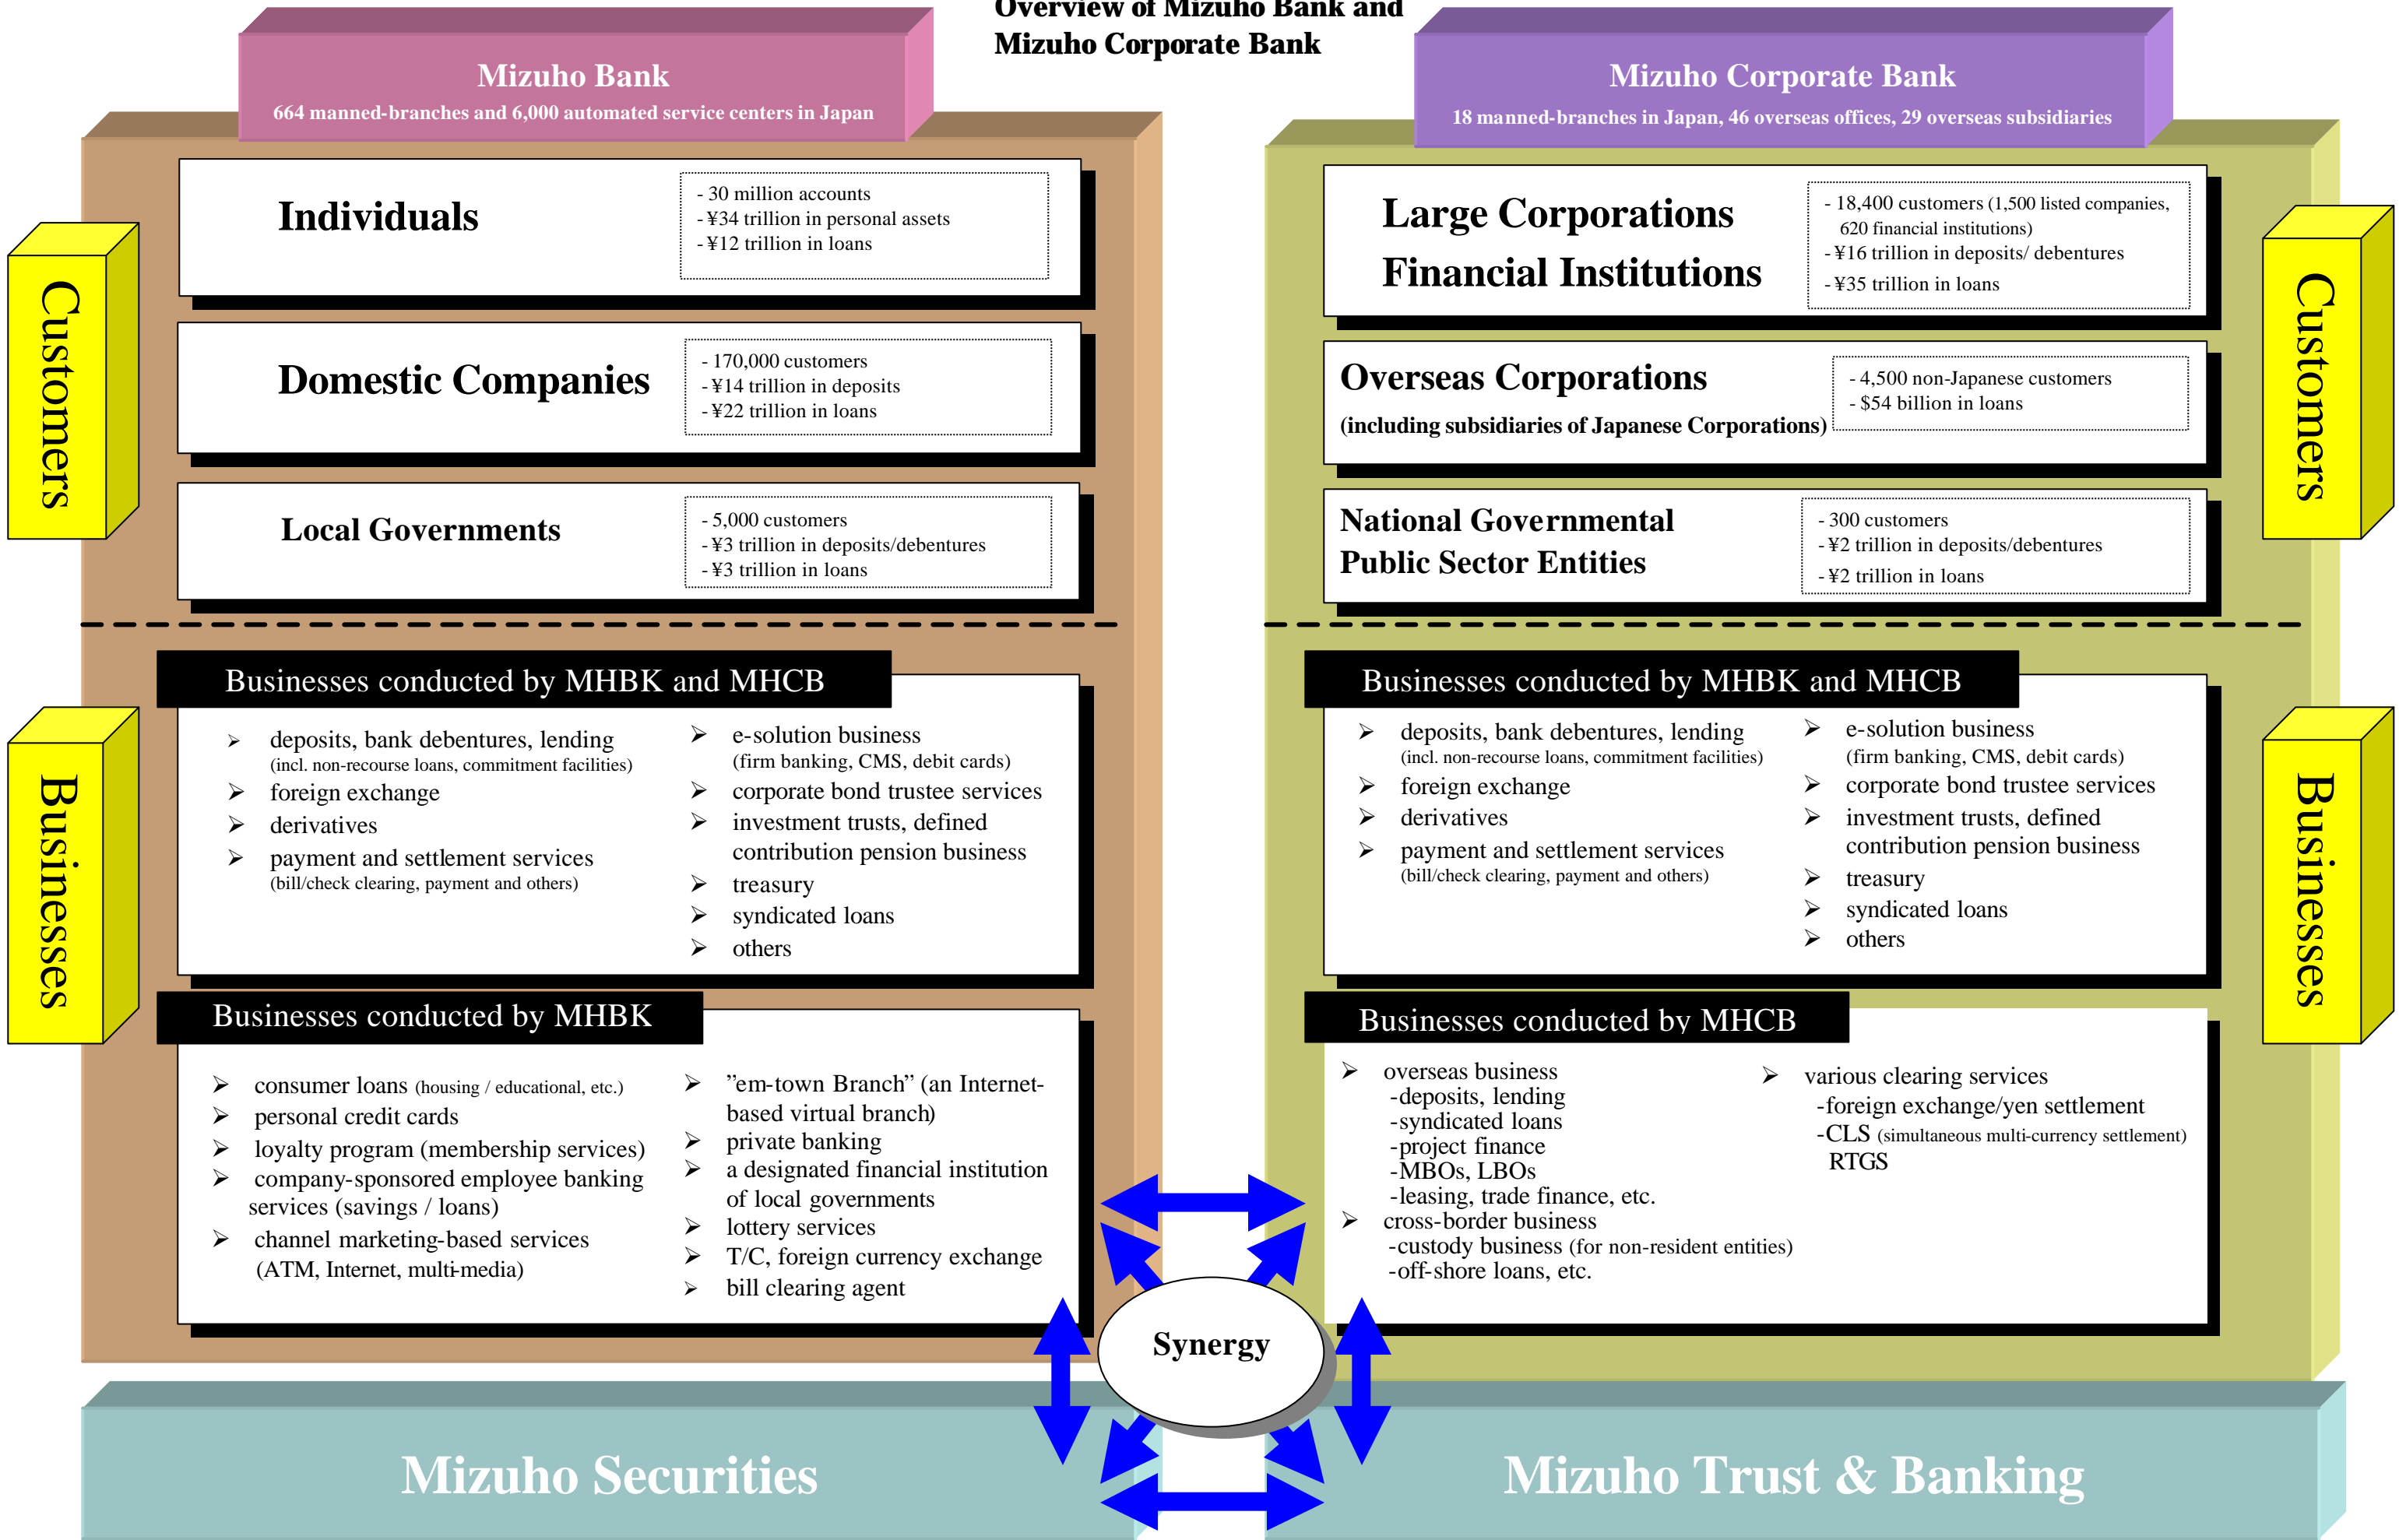 Overview of Mizuho Bank and
Mizuho Corporate Bank
Mizuho Bank
664 manned-branches and 6,000 automated service centers in Japan
Customers
Individuals
- 30 million accounts
- ¥34 trillion in personal assets
- ¥12 trillion in loans
Domestic Companies
- 170,000 customers
- ¥14 trillion in deposits
- ¥22 trillion in loans
Local Governments
- 5,000 customers
- ¥3 trillion in deposits/debentures
- ¥3 trillion in loans
Businesses
Businesses conducted by MHBK and MHCB
➢ deposits, bank debentures, lending
(incl. non-recourse loans, commitment facilities)
➢ foreign exchange
➢ derivatives
➢ payment and settlement services
(bill/check clearing, payment and others)
➢ e-solution business
(firm banking, CMS, debit cards)
➢ corporate bond trustee services
➢ investment trusts, defined
contribution pension business
➢ treasury
➢ syndicated loans
➢ others
Businesses conducted by MHBK
➢ consumer loans (housing / educational, etc.)
➢ personal credit cards
➢ loyalty program (membership services)
➢ company-sponsored employee banking
services (savings / loans)
➢ channel marketing-based services
(ATM, Internet, multi-media)
➢ ”em-town Branch” (an Internet-
based virtual branch)
➢ private banking
➢ a designated financial institution
of local governments
➢ lottery services
➢ T/C, foreign currency exchange
➢ bill clearing agent
Mizuho Corporate Bank
18 manned-branches in Japan, 46 overseas offices, 29 overseas subsidiaries
Customers
Large Corporations
Financial Institutions
- 18,400 customers (1,500 listed companies,
620 financial institutions)
- ¥16 trillion in deposits/ debentures
- ¥35 trillion in loans
Overseas Corporations
(including subsidiaries of Japanese Corporations)
- 4,500 non-Japanese customers
- $54 billion in loans
National Governmental
Public Sector Entities
- 300 customers
- ¥2 trillion in deposits/debentures
- ¥2 trillion in loans
Businesses
Businesses conducted by MHBK and MHCB
➢ deposits, bank debentures, lending
(incl. non-recourse loans, commitment facilities)
➢ foreign exchange
➢ derivatives
➢ payment and settlement services
(bill/check clearing, payment and others)
➢ e-solution business
(firm banking, CMS, debit cards)
➢ corporate bond trustee services
➢ investment trusts, defined
contribution pension business
➢ treasury
➢ syndicated loans
➢ others
Businesses conducted by MHCB
➢ overseas business
-deposits, lending
-syndicated loans
-project finance
-MBOs, LBOs
-leasing, trade finance, etc.
➢ cross-border business
-custody business (for non-resident entities)
-off-shore loans, etc.
➢ various clearing services
-foreign exchange/yen settlement
-CLS (simultaneous multi-currency settlement)
RTGS
Synergy
Mizuho Securities
Mizuho Trust & Banking